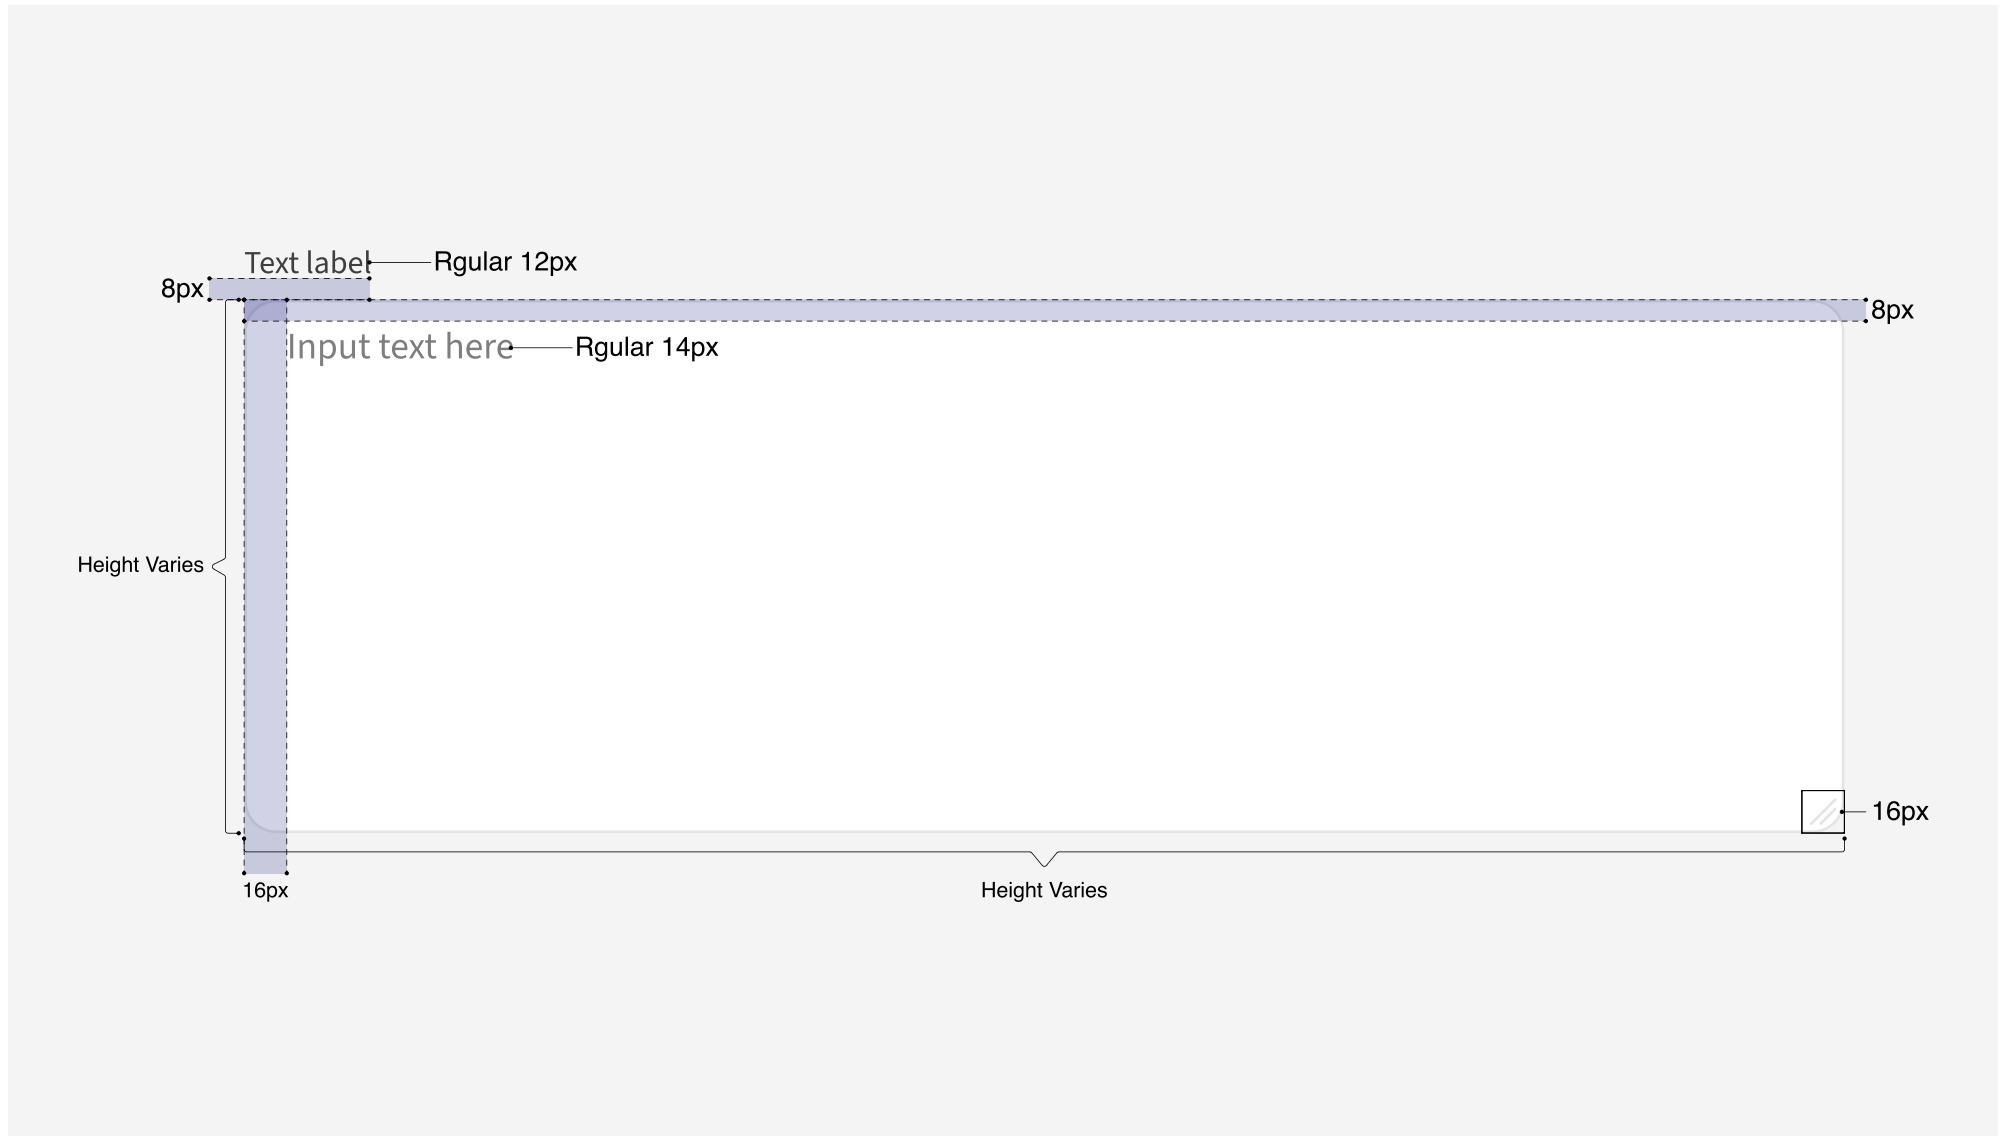 Text label
Rgular 12px
8px
8px
Input text here
Rgular 14px
Height Varies
16px
16px
Height Varies